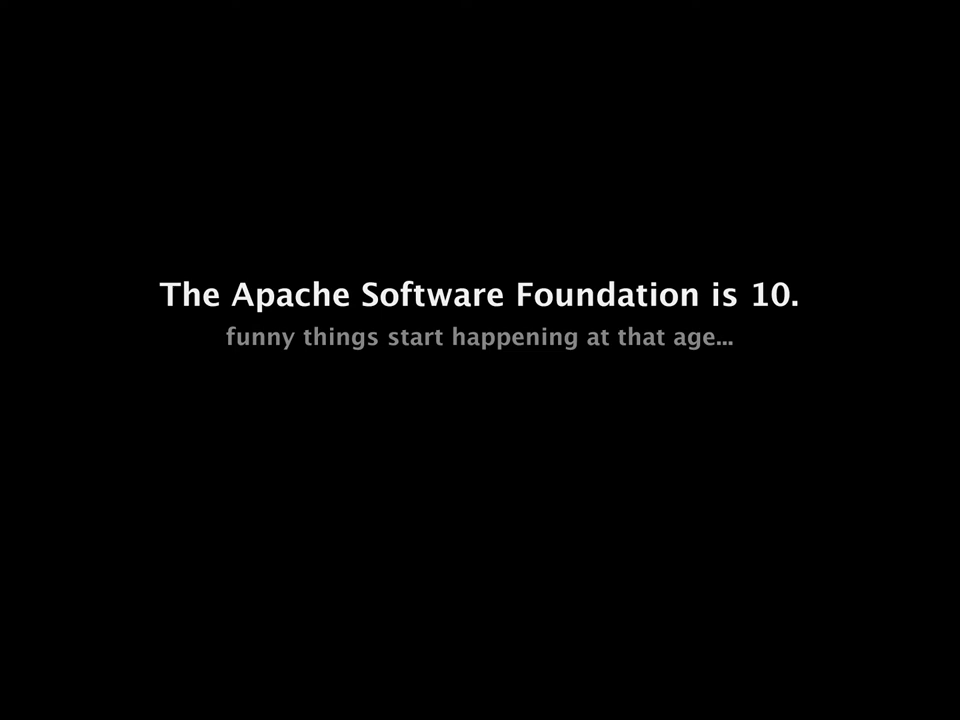 The Apache Software Foundation is 10.
funny things start happening at that age...